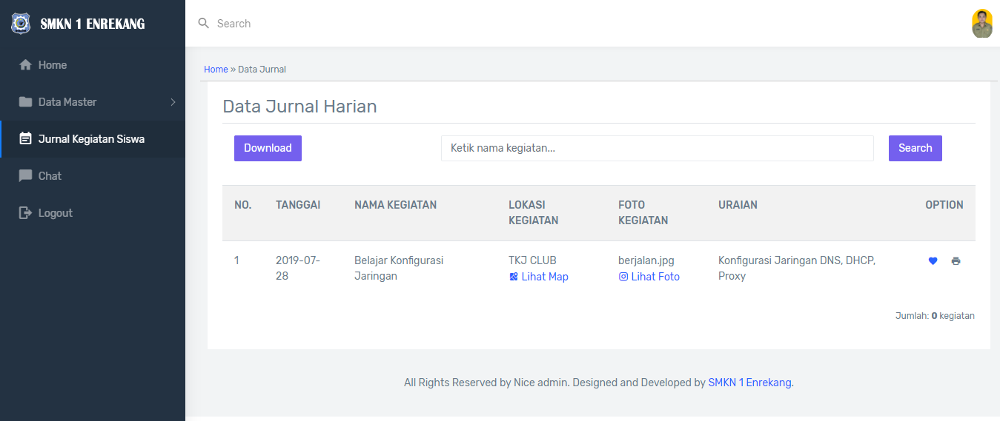 SMKN 1 ENREKANG
Search
Home
Data Master
Jurnal Kegiatan Siswa
Chat
Logout
Home » Data Jurnal
Data Jurnal Harian
Download
Ketik nama kegiatan...
Search
NO. TANGGAl NAMA KEGIATAN LOKASI FOTO URAIAN OPTION
KEGIATAN KEGIATAN
1 2019-07- Belajar Konfigurasi TKJ CLUB berjalan.jpg Konfigurasi Jaringan DNS, DHCP,
28 Jaringan Lihat Map Lihat Foto Proxy
Jumlah: 0 kegiatan
All Rights Reserved by Nice admin. Designed and Developed by SMKN 1 Enrekang.